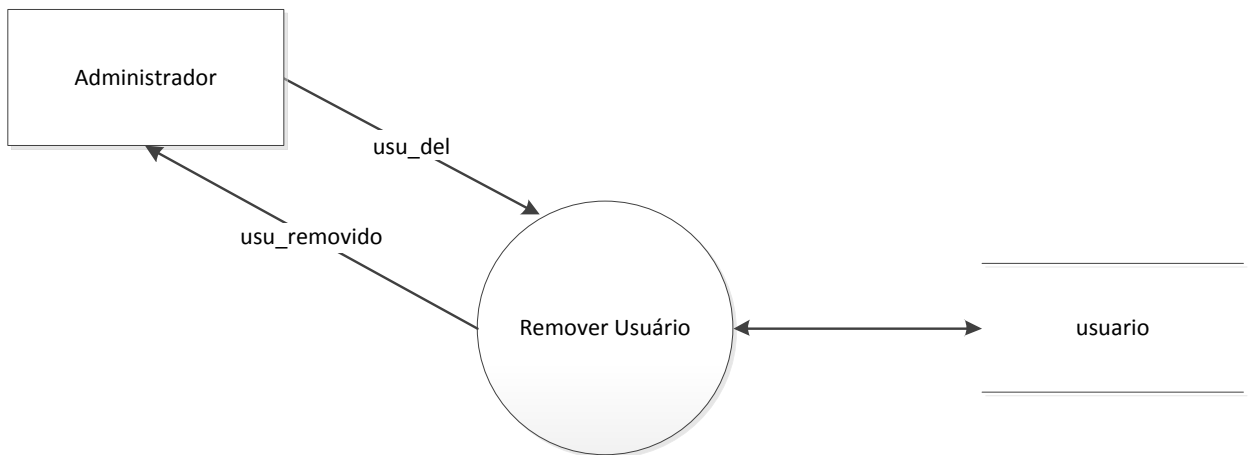 Administrador
usu_del
usu_removido
Remover Usuário
usuario